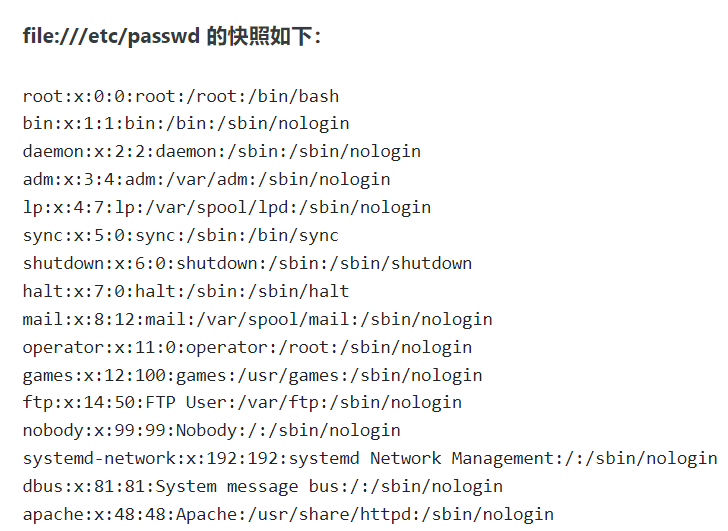 file:///etc/passwd 的快照如下：
root:x:0:0:root:/root:/bin/bash
bin:x:1:1:bin:/bin:/sbin/nologin
daemon:x:2:2:daemon:/sbin:/sbin/nologin
adm:x:3:4:adm:/var/adm:/sbin/nologin
lp:x:4:7:lp:/var/spool/lpd:/sbin/nologin
sync:x:5:0:sync:/sbin:/bin/sync
shutdown:x:6:0:shutdown:/sbin:/sbin/shutdown
halt:x:7:0:halt:/sbin:/sbin/halt
mail:x:8:12:mail:/var/spool/mail:/sbin/nologin
operator:x:11:0:operator:/root:/sbin/nologin
games:x:12:100:games:/usr/games:/sbin/nologin
ftp:x:14:50:FTP User:/var/ftp:/sbin/nologin
nobody:x:99:99:Nobody:/:/sbin/nologin
systemd-network:x:192:192:systemd Network Management:/:/sbin/nologin
dbus:x:81:81:System message bus:/:/sbin/nologin
apache:x:48:48:Apache:/usr/share/httpd:/sbin/nologin